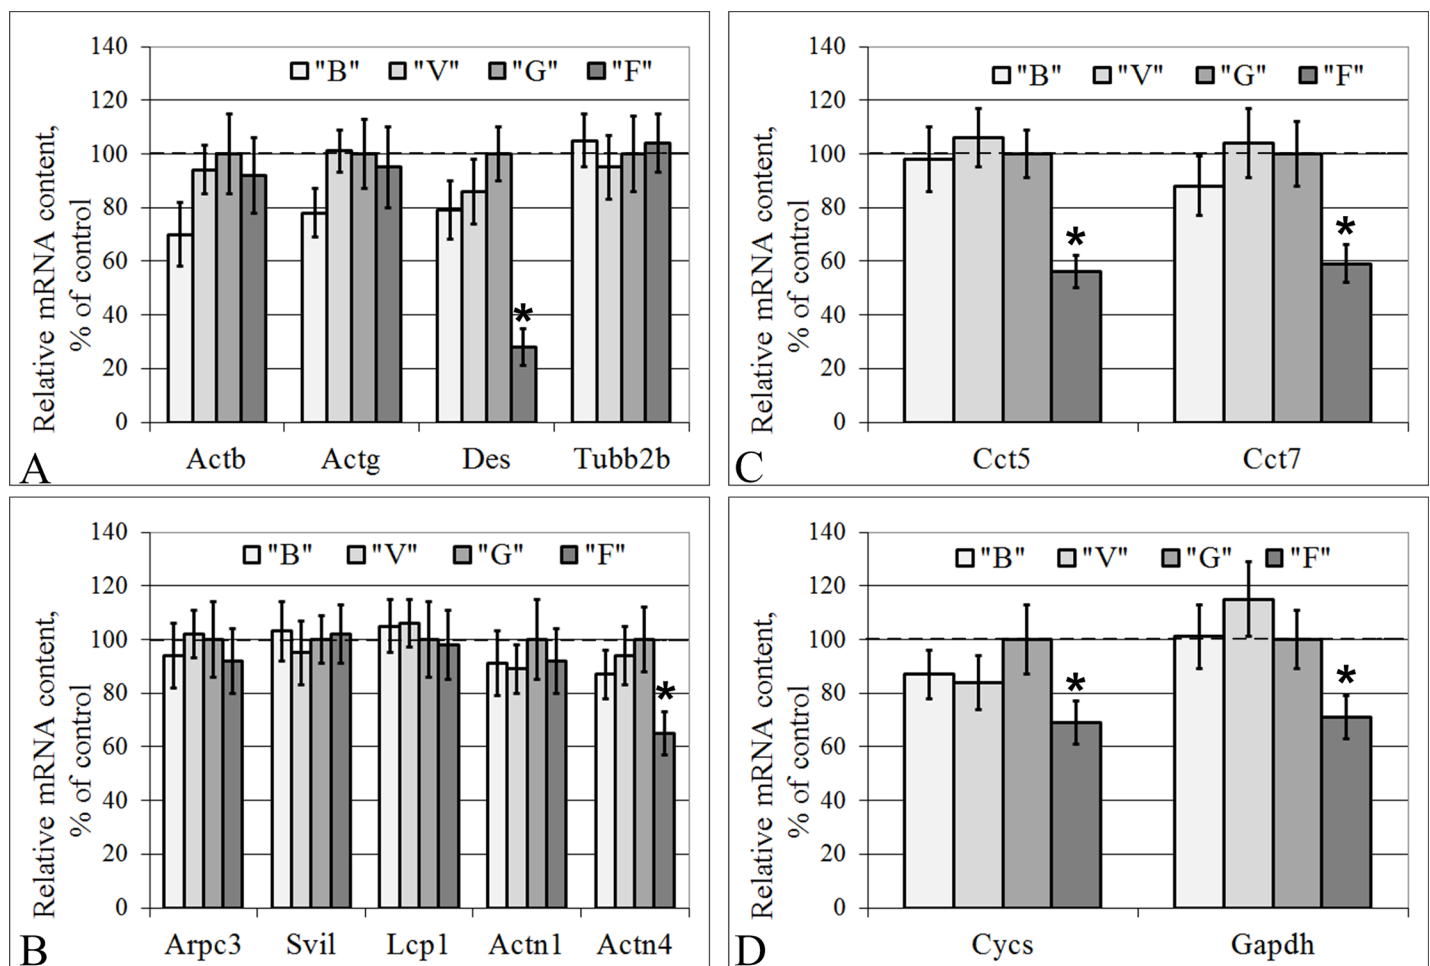 140
120
100
80
60
40
20
0
Relative mRNA content,
% of control
"B" "V" "G" "F"
*
Actb Actg Des Tubb2b
A
140
120
100
80
60
40
20
0
Relative mRNA content,
% of control
"B" "V" "G" "F"
*
Arpc3 Svil Lcp1 Actn1 Actn4
B
140
120
100
80
60
40
20
0
Relative mRNA content,
% of control
"B" "V" "G" "F"
* *
Cct5 Cct7
C
140
120
100
80
60
40
20
0
Relative mRNA content,
% of control
"B" "V" "G" "F"
* *
Cycs Gapdh
D